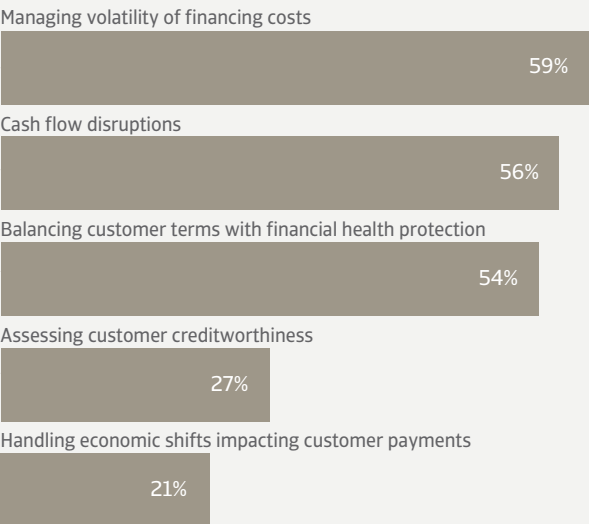 Managing volatility of financing costs
59%
Cash flow disruptions
56%
Balancing customer terms with financial health protection
54%
Assessing customer creditworthiness
27%
Handling economic shifts impacting customer payments
21%